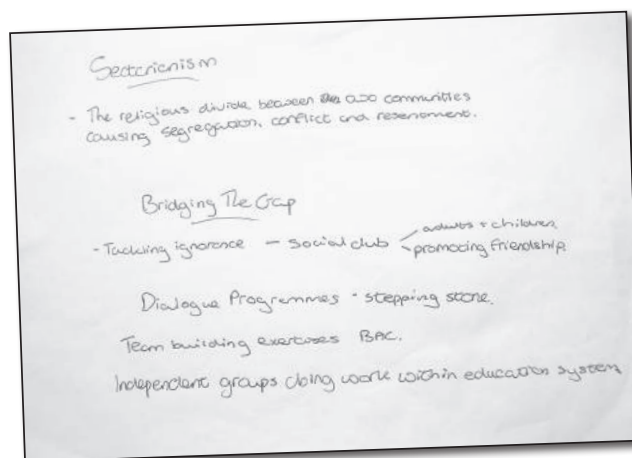 Sectarianism
- The religious divide between two communities
causing segregation, conflict and resentment.
Bridging The Gap
- Tackling ignorance – social club
adults + children.
promoting friendship.
Dialogue Programmes - stepping stone.
Team building exercises BAC.
Independent groups doing work within education system